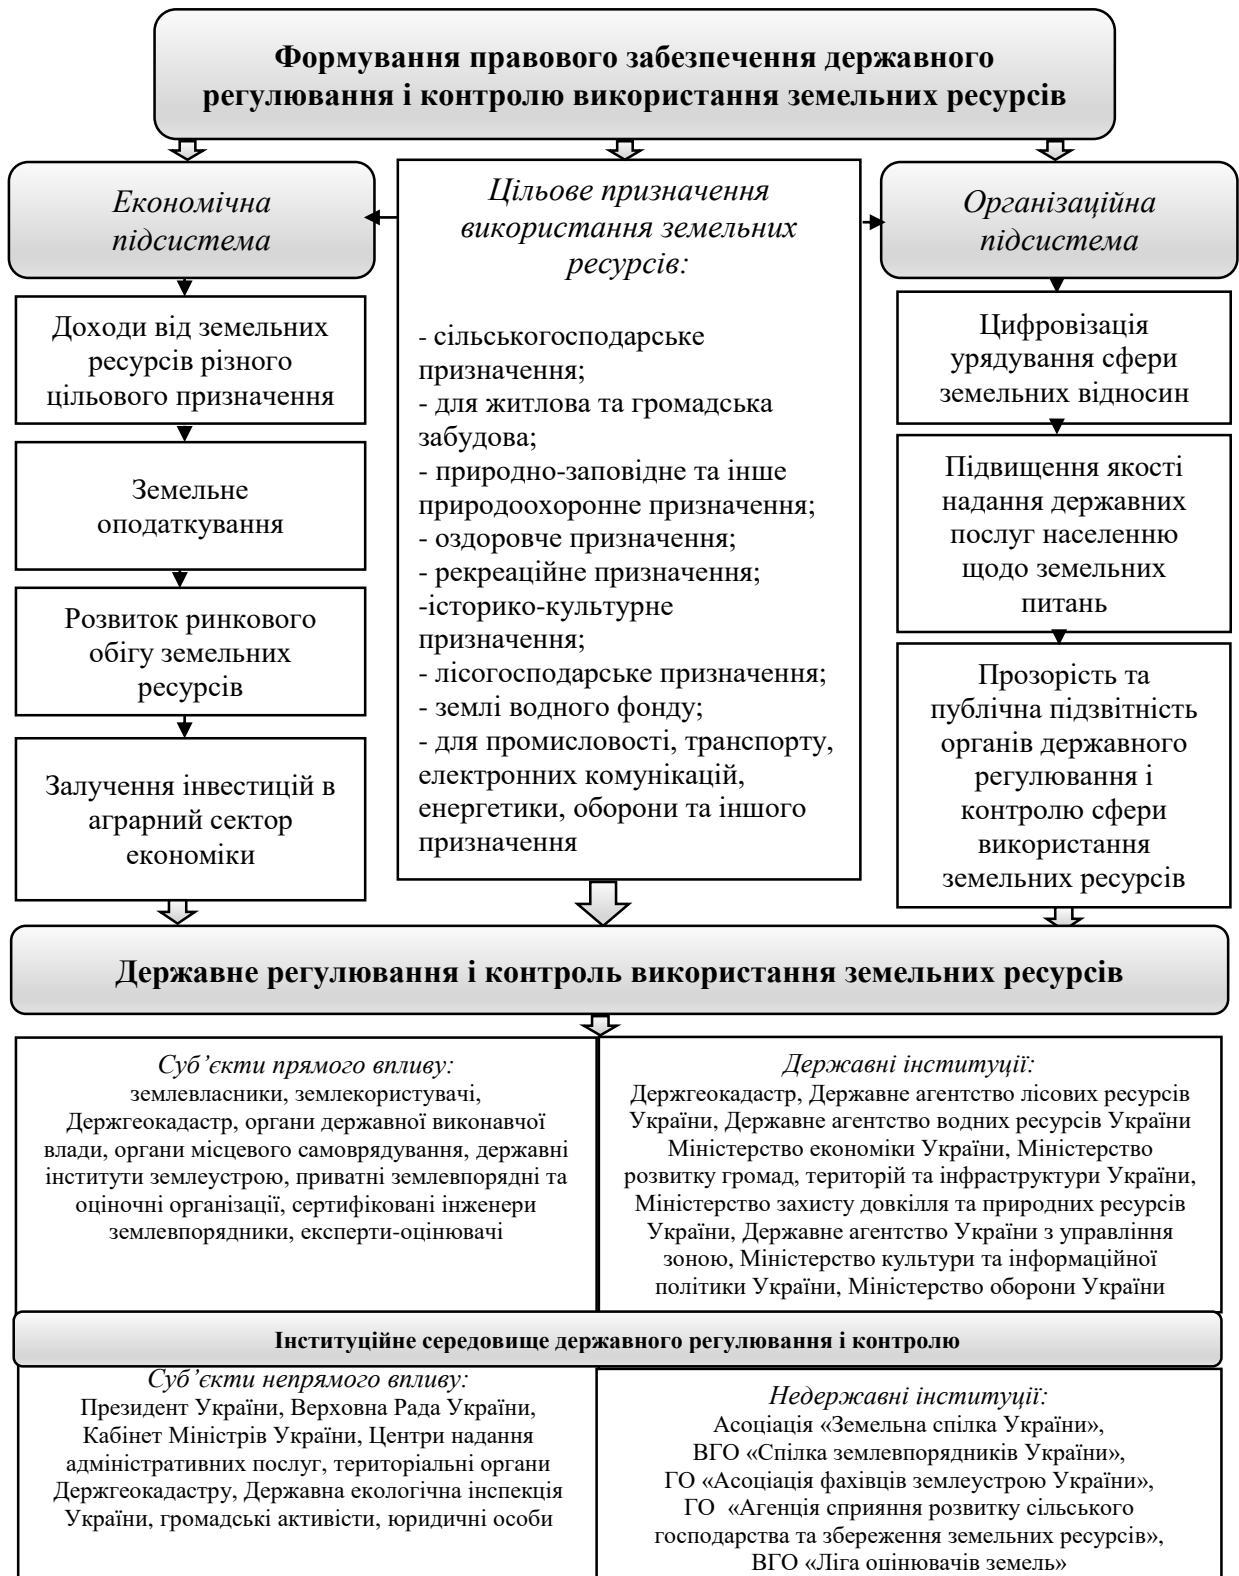 Формування правового забезпечення державного
регулювання і контролю використання земельних ресурсів
Економічна
підсистема
Доходи від земельних
ресурсів різного
цільового призначення
Земельне
оподаткування
Розвиток ринкового
обігу земельних
ресурсів
Залучення інвестицій в
аграрний сектор
економіки
Цільове призначення
використання земельних
ресурсів:
- сільськогосподарське
призначення;
- для житлова та громадська
забудова;
- природно-заповідне та інше
природоохоронне призначення;
- оздоровче призначення;
- рекреаційне призначення;
-історико-культурне
призначення;
- лісогосподарське призначення;
- землі водного фонду;
- для промисловості, транспорту,
електронних комунікацій,
енергетики, оборони та іншого
призначення
Організаційна
підсистема
Цифровізація
урядування сфери
земельних відносин
Підвищення якості
надання державних
послуг населенню
щодо земельних
питань
Прозорість та
публічна підзвітність
органів державного
регулювання і
контролю сфери
використання
земельних ресурсів
Державне регулювання і контроль використання земельних ресурсів
Суб’єкти прямого впливу:
землевласники, землекористувачі,
Держгеокадастр, органи державної виконавчої
влади, органи місцевого самоврядування, державні
інститути землеустрою, приватні землевпорядні та
оціночні організації, сертифіковані інженери
землевпорядники, експерти-оцінювачі
Державні інституції:
Держгеокадастр, Державне агентство лісових ресурсів
України, Державне агентство водних ресурсів України
Міністерство економіки України, Міністерство
розвитку громад, територій та інфраструктури України,
Міністерство захисту довкілля та природних ресурсів
України, Державне агентство України з управління
зоною, Міністерство культури та інформаційної
політики України, Міністерство оборони України
Інституційне середовище державного регулювання і контролю
Суб’єкти непрямого впливу:
Президент України, Верховна Рада України,
Кабінет Міністрів України, Центри надання
адміністративних послуг, територіальні органи
Держгеокадастру, Державна екологічна інспекція
України, громадські активісти, юридичні особи
Недержавні інституції:
Асоціація «Земельна спілка України»,
ВГО «Спілка землевпорядників України»,
ГО «Асоціація фахівців землеустрою України»,
ГО «Агенція сприяння розвитку сільського
господарства та збереження земельних ресурсів»,
ВГО «Ліга оцінювачів земель»